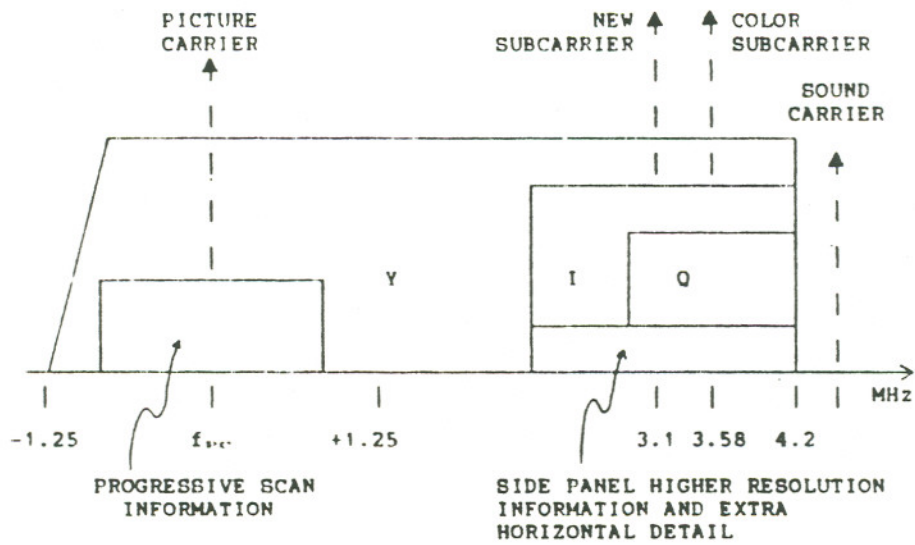 PICTURE
CARRIER
NEW
SUBCARRIER
COLOR
SUBCARRIER
SOUND
CARRIER
Y
I
Q
MHz
-1.25
+1.25
3.1
3.58
4.2
PROGRESSIVE SCAN
INFORMATION
SIDE PANEL HIGHER RESOLUTION
INFORMATION AND EXTRA
HORIZONTAL DETAIL